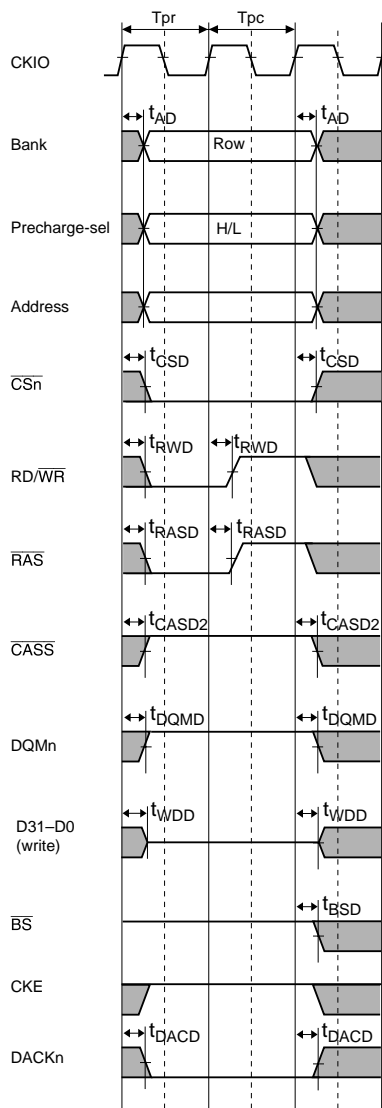 Tpr Tpc
CKIO
tAD tAD
Bank Row
Precharge-sel H/L
Address
tCSD tCSD
CSn
tRWD tRWD
RD/WR
tRASD tRASD
RAS
tCASD2 tCASD2
CASS
tDQMD tDQMD
DQMn
tWDD tWDD
D31–D0
(write)
tBSD
BS
CKE
tDACD tDACD
DACKn